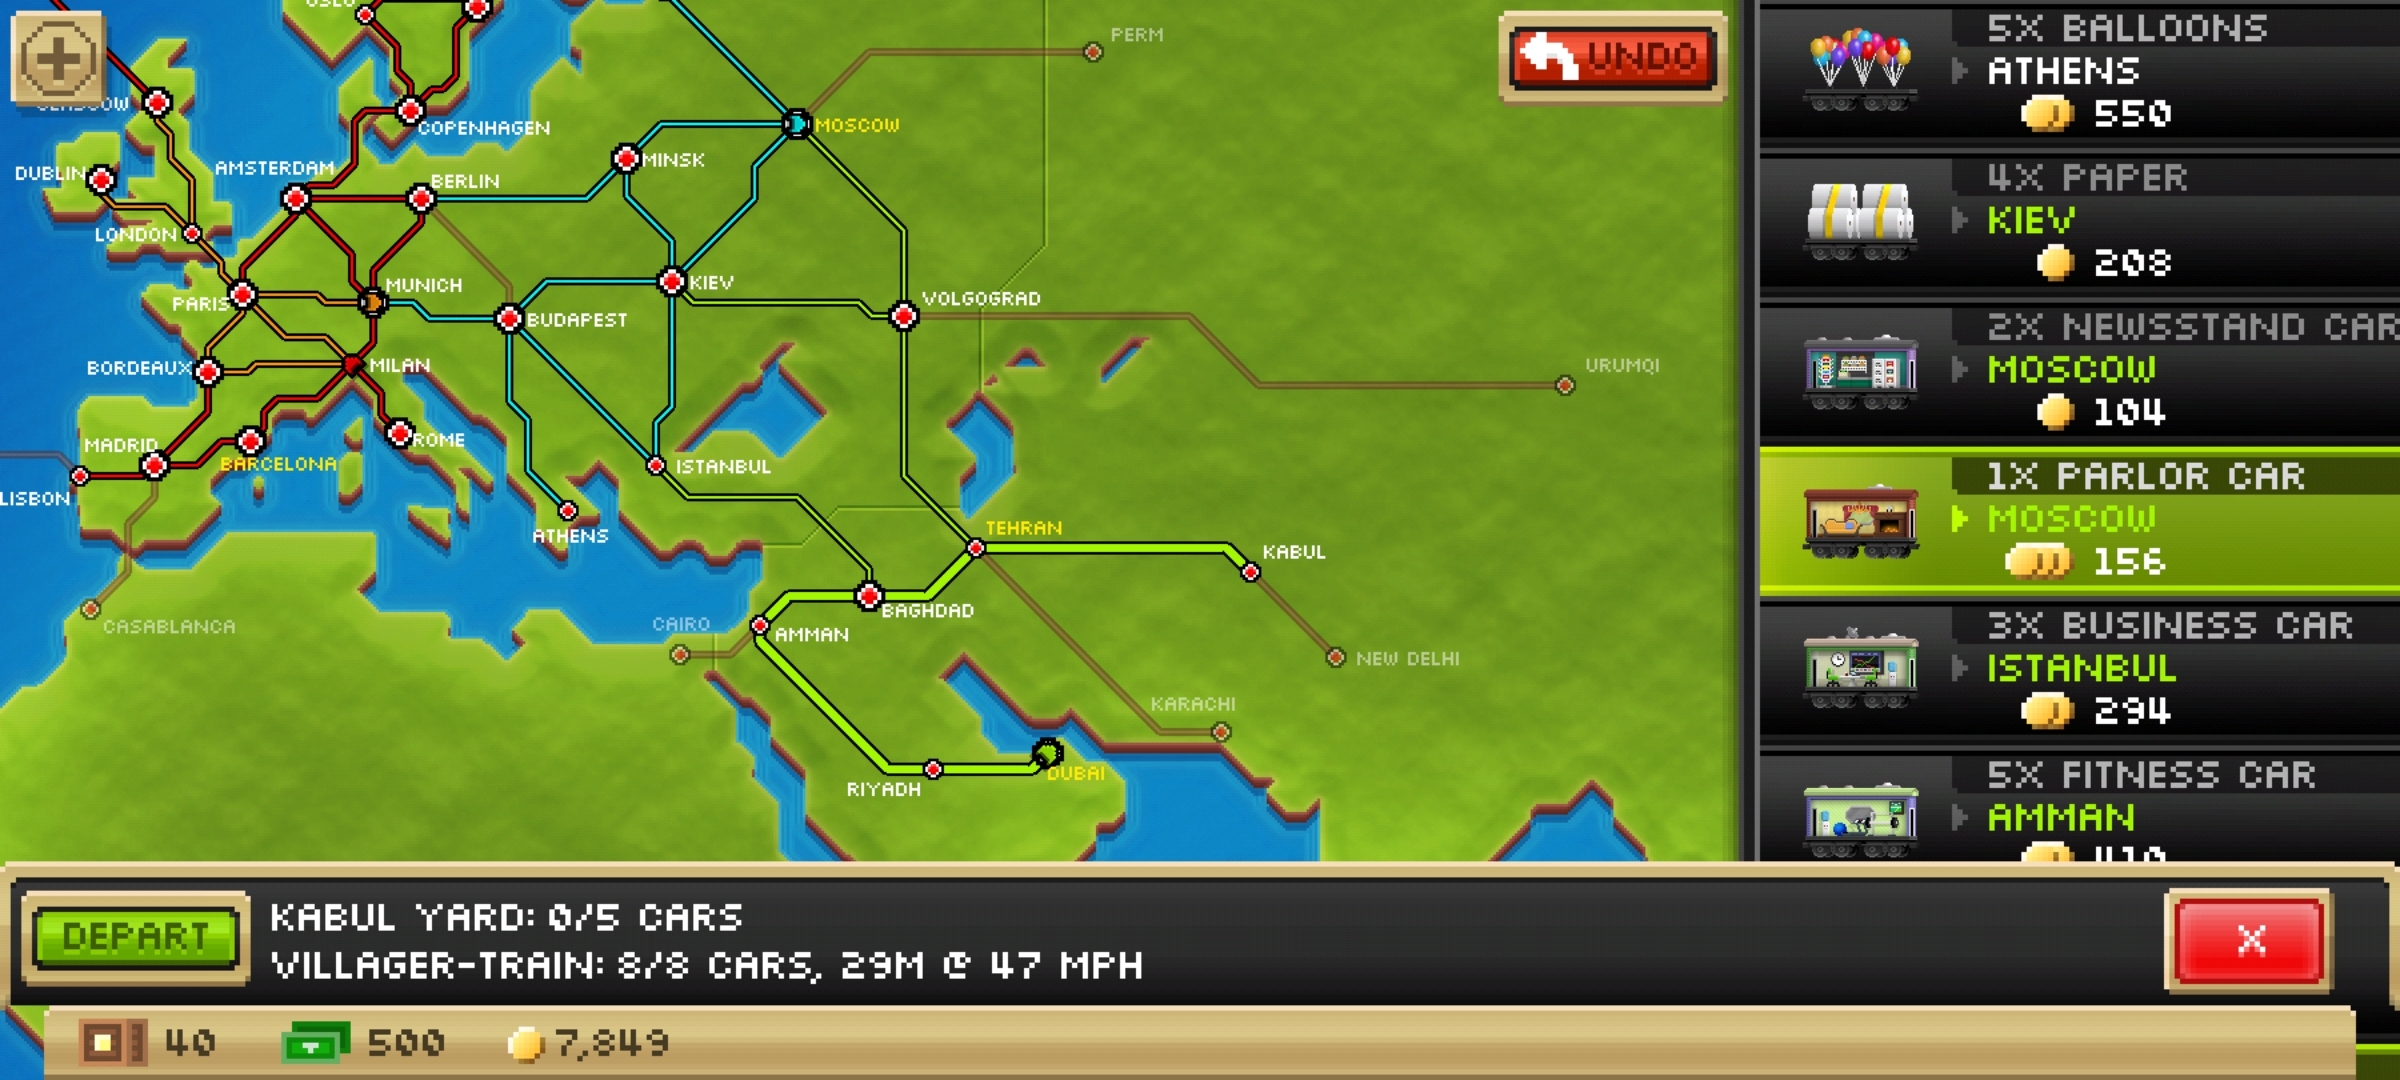 OSLO
PERM
UNDO
GLASGOW
COPENHAGEN
MOSCOW
DUBLIN
AMSTERDAM
BERLIN
MINSK
LONDON
PARIS
MUNICH
KIEV
VOLGOGRAD
BUDAPEST
BORDEAUX
MILAN
URUMQI
MADRID
BARCELONA
ROME
ISTANBUL
LISBON
ATHENS
TEHRAN
KABUL
CASABLANCA
CAIRO
AMMAN
BAGHDAD
NEW DELHI
KARACHI
RIYADH
DUBAI
5X BALLOONS
ATHENS
550
4X PAPER
KIEV
208
2X NEWSSTAND CAR
MOSCOW
104
1X PARLOR CAR
MOSCOW
156
3X BUSINESS CAR
ISTANBUL
294
5X FITNESS CAR
AMMAN
DEPART
KABUL YARD: 0/5 CARS
VILLAGER-TRAIN: 8/8 CARS, 29M @ 47 MPH
X
40
500
7,849